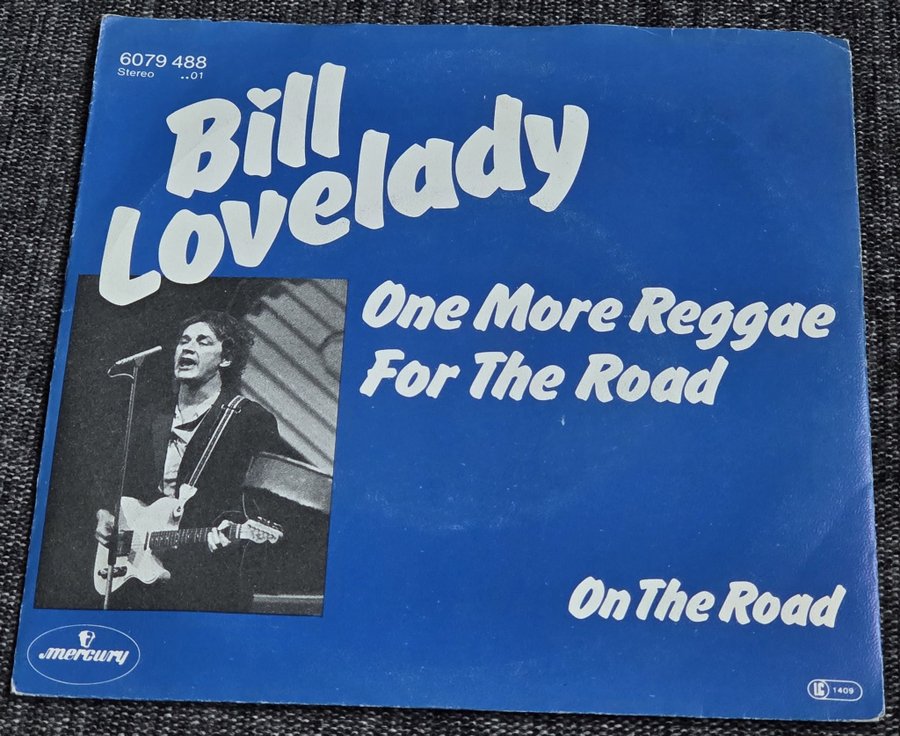 6079 488
Stereo ..01
Bill
Lovelady
One More Reggae
For The Road
On The Road
mercury
LC 1409